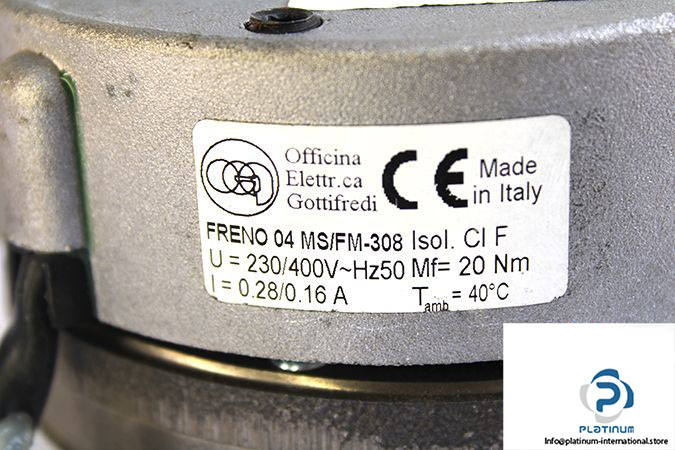 Officina
Elettr.ca
Gottifredi
CE
Made
in Italy
FRENO 04 MS/FM-308 Isol. Cl F
U = 230/400V~Hz50 Mf= 20 Nm
I = 0.28/0.16 A Tamb = 40°C
PLATINUM
Info@platinum-international.store